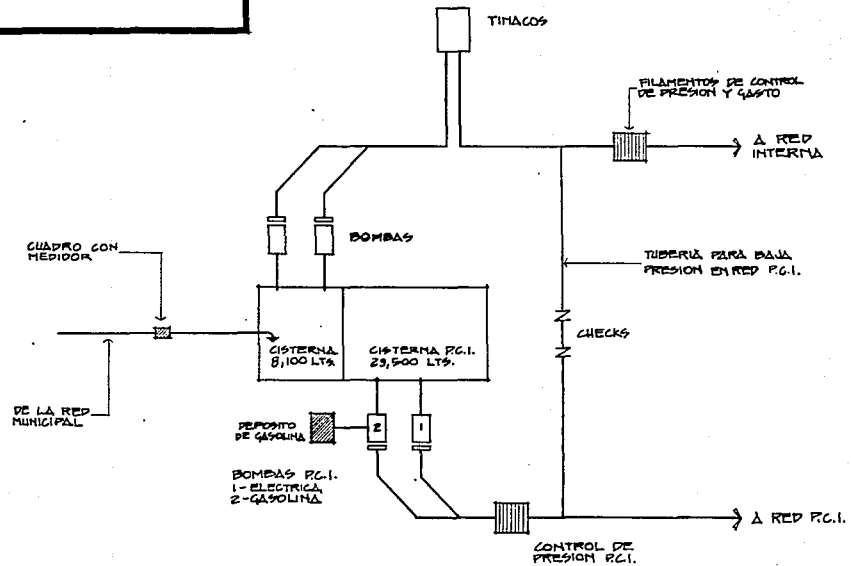 TINACOS
FILAMENTOS DE CONTROL
DE PRESION Y GASTO
A RED
INTERNA
BOMBAS
CUADRO CON
MEDIDOR
TUBERIA PARA BAJA
PRESION EN RED P.C.I.
CHECKS
CISTERNA
8,100 LTS.
CISTERNA P.C.I.
29,500 LTS.
DE LA RED
MUNICIPAL
DEPOSITO
DE GASOLINA
2
1
BOMBAS P.C.I.
1- ELECTRICA
2-GASOLINA
A RED P.C.I.
CONTROL DE
PRESION P.C.I.